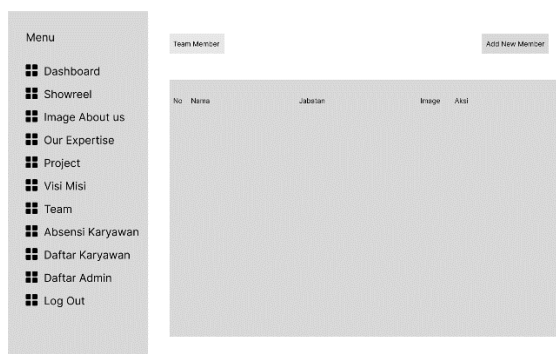 Menu
Dashboard
Showreel
Image About us
Our Expertise
Project
Visi Misi
Team
Absensi Karyawan
Daftar Karyawan
Daftar Admin
Log Out
Team Member
Add New Member
No Nama Jabatan Image Aksi